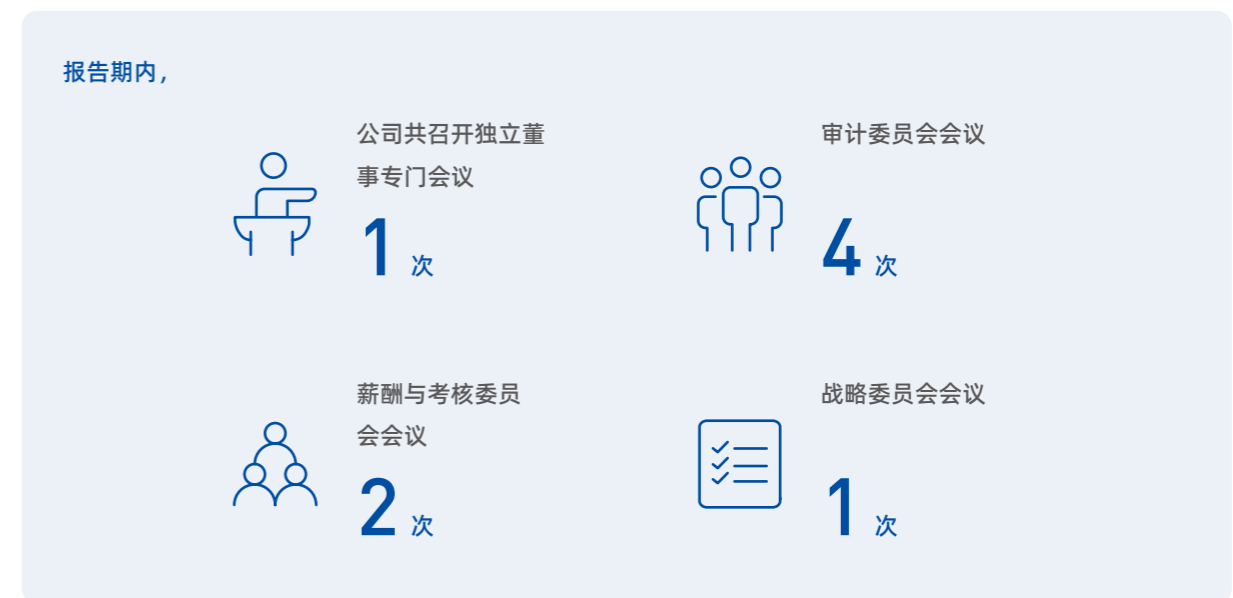 报告期内，
公司共召开独立董
事专门会议
1 次
审计委员会会议
4 次
薪酬与考核委员
会会议
2 次
战略委员会会议
1 次